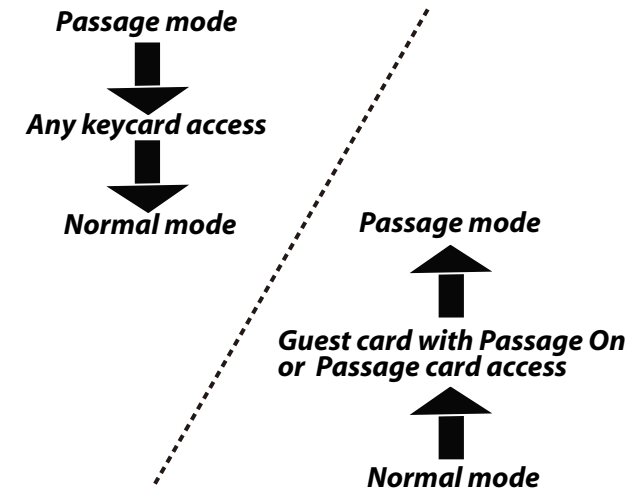 Passage mode
Any keycard access
Normal mode
Passage mode
Guest card with Passage On
or Passage card access
Normal mode